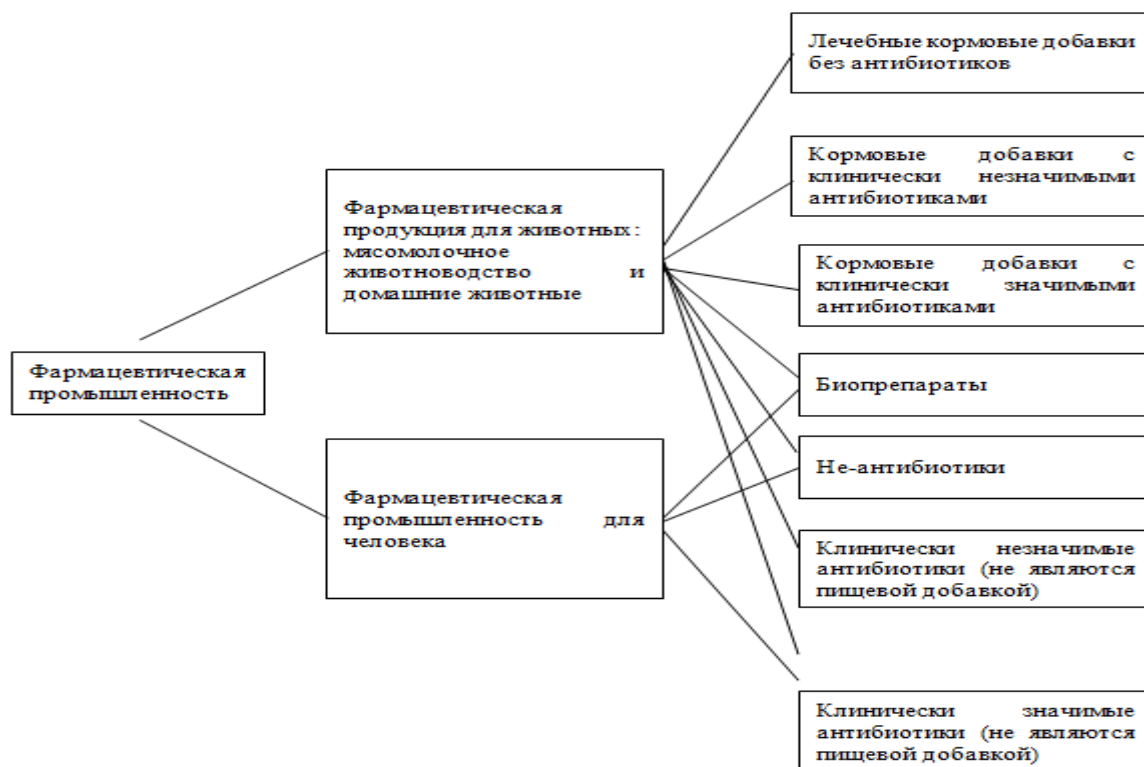 Фармацевтическая
промышленность
Фармацевтическая
продукция для животных:
мясомолочное
животноводство и
домашние животные
Фармацевтическая
промышленность для
человека
Лечебные кормовые добавки
без антибиотиков
Кормовые добавки с
клинически незначимыми
антибиотиками
Кормовые добавки с
клинически значимыми
антибиотиками
Биопрепараты
Не-антибиотики
Клинически незначимые
антибиотики (не являются
пищевой добавкой)
Клинически значимые
антибиотики (не являются
пищевой добавкой)